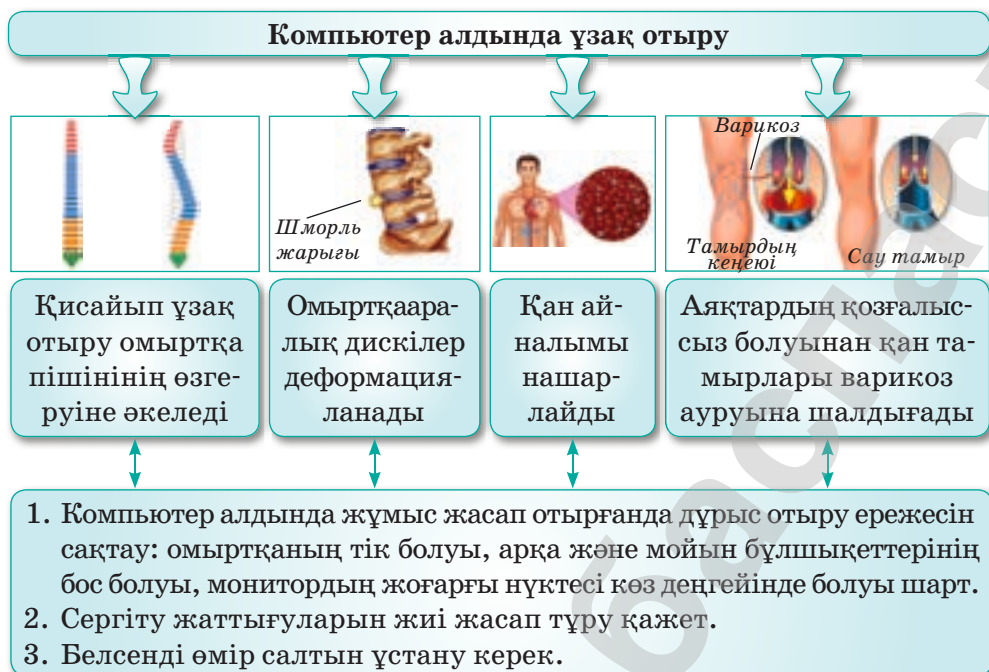 Компьютер алдында ұзақ отыру
Шморль
жарығы
Варикоз
Тамырдың
кеңеюі
Сау тамыр
Қисайып ұзақ
отыру омыртқа
пішінінің өзге-
руіне әкеледі
Омыртқаара-
лық дискілер
деформация-
ланады
Қан ай-
налымы
нашар-
лайды
Аяқтардың қозғалыс-
сыз болуынан қан та-
мырлары варикоз
ауруына шалдығады
1. Компьютер алдында жұмыс жасап отырғанда дұрыс отыру ережесін
сақтау: омыртқаның тік болуы, арқа және мойын бұлшықеттерінің
бос болуы, монитордың жоғарғы нүктесі көз деңгейінде болуы шарт.
2. Сергіту жаттығуларын жиі жасап тұру қажет.
3. Белсенді өмір салтын ұстану керек.
баспас